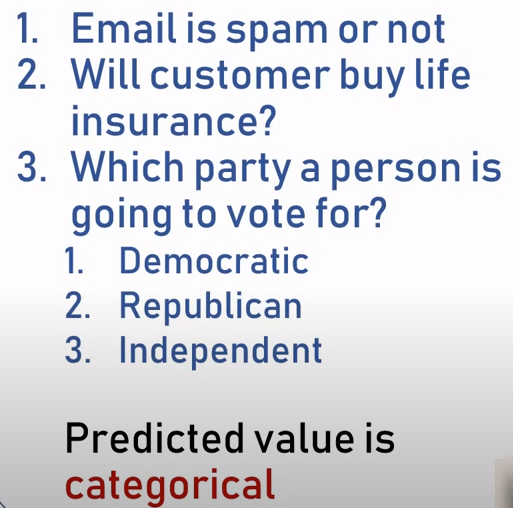 1. Email is spam or not
2. Will customer buy life
insurance?
3. Which party a person is
going to vote for?
1. Democratic
2. Republican
3. Independent
Predicted value is
categorical